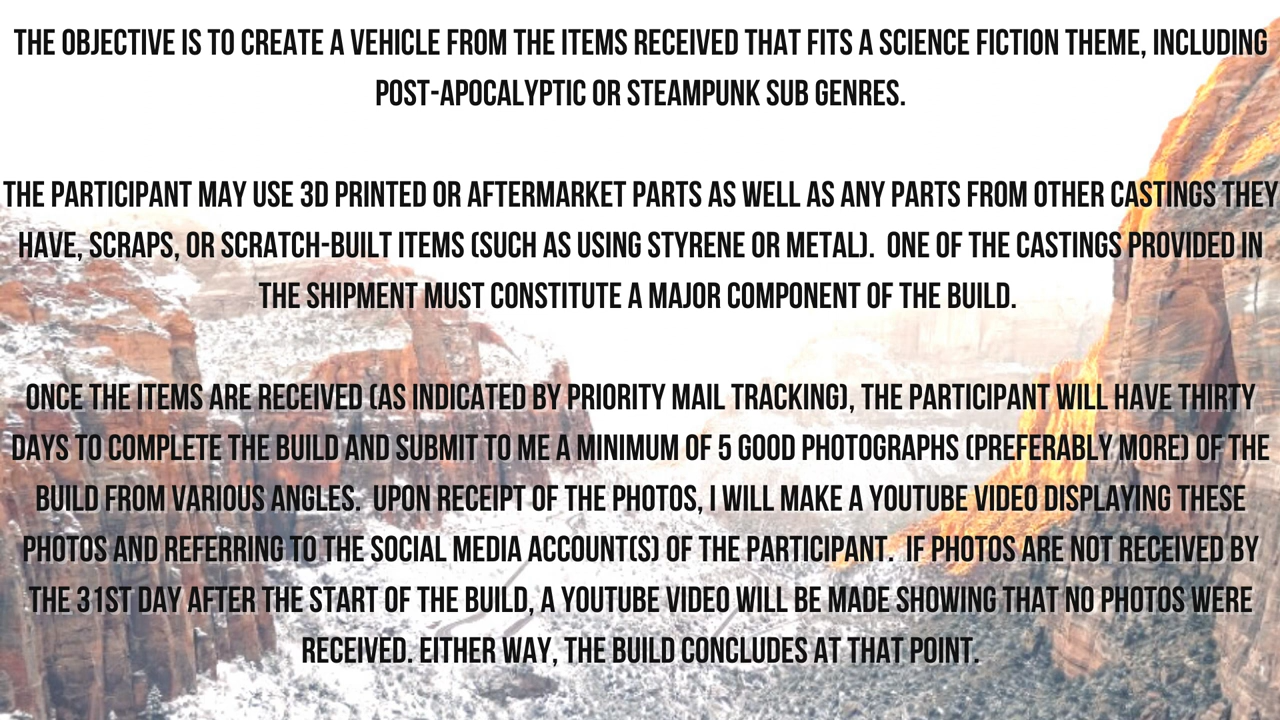 THE OBJECTIVE IS TO CREATE A VEHICLE FROM THE ITEMS RECEIVED THAT FITS A SCIENCE FICTION THEME, INCLUDING
POST-APOCALYPTIC OR STEAMPUNK SUB GENRES.
THE PARTICIPANT MAY USE 3D PRINTED OR AFTERMARKET PARTS AS WELL AS ANY PARTS FROM OTHER CASTINGS THEY
HAVE, SCRAPS, OR SCRATCH-BUILT ITEMS (SUCH AS USING STYRENE OR METAL).  ONE OF THE CASTINGS PROVIDED IN
THE SHIPMENT MUST CONSTITUTE A MAJOR COMPONENT OF THE BUILD.
ONCE THE ITEMS ARE RECEIVED (AS INDICATED BY PRIORITY MAIL TRACKING), THE PARTICIPANT WILL HAVE THIRTY
DAYS TO COMPLETE THE BUILD AND SUBMIT TO ME A MINIMUM OF 5 GOOD PHOTOGRAPHS (PREFERABLY MORE) OF THE
BUILD FROM VARIOUS ANGLES.  UPON RECEIPT OF THE PHOTOS, I WILL MAKE A YOUTUBE VIDEO DISPLAYING THESE
PHOTOS AND REFERRING TO THE SOCIAL MEDIA ACCOUNT(S) OF THE PARTICIPANT.  IF PHOTOS ARE NOT RECEIVED BY
THE 31ST DAY AFTER THE START OF THE BUILD, A YOUTUBE VIDEO WILL BE MADE SHOWING THAT NO PHOTOS WERE
RECEIVED. EITHER WAY, THE BUILD CONCLUDES AT THAT POINT.